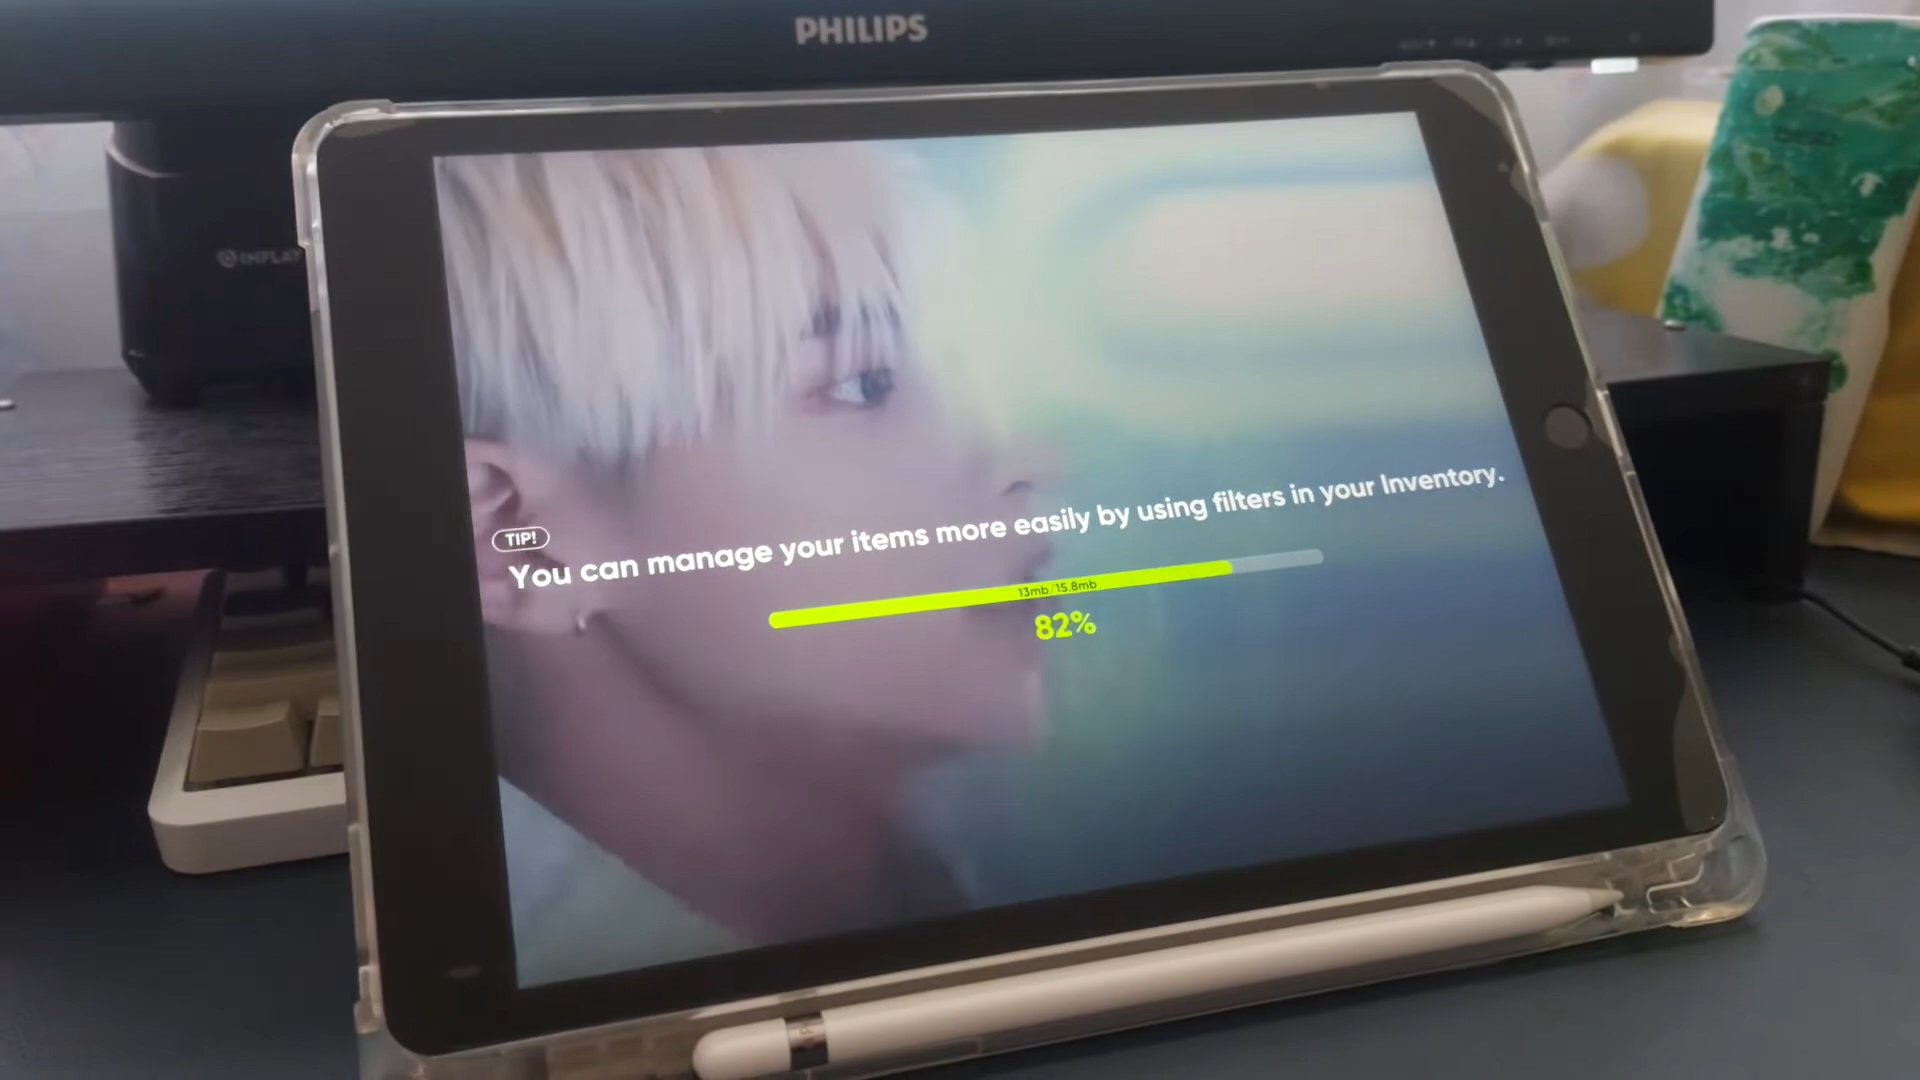 PHILIPS
INFLAY
TIP!
You can manage your items more easily by using filters in your Inventory.
13mb/15.8mb
82%